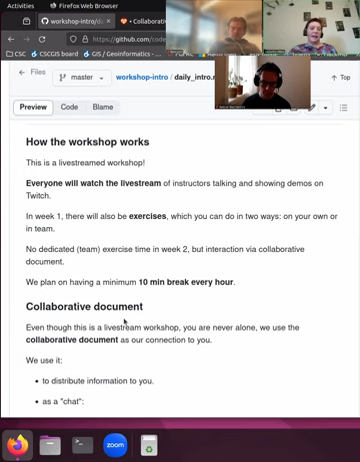 Activities
Firefox Web Browser
workshop-intro/da
Collaborativ
https://github.com/
CSC
CSCGIS board
GIS / Geoinformatics -
Files
master
workshop-intro / daily_intro.
Top
Preview
Code
Blame
How the workshop works
This is a livestreamed workshop!
Everyone will watch the livestream of instructors talking and showing demos on
Twitch.
In week 1, there will also be exercises, which you can do in two ways: on your own or
in team.
No dedicated (team) exercise time in week 2, but interaction via collaborative
document.
We plan on having a minimum 10 min break every hour.
Collaborative document
Even though this is a livestream workshop, you are never alone, we use the
collaborative document as our connection to you.
We use it:
• to distribute information to you.
• as a "chat":
zoom